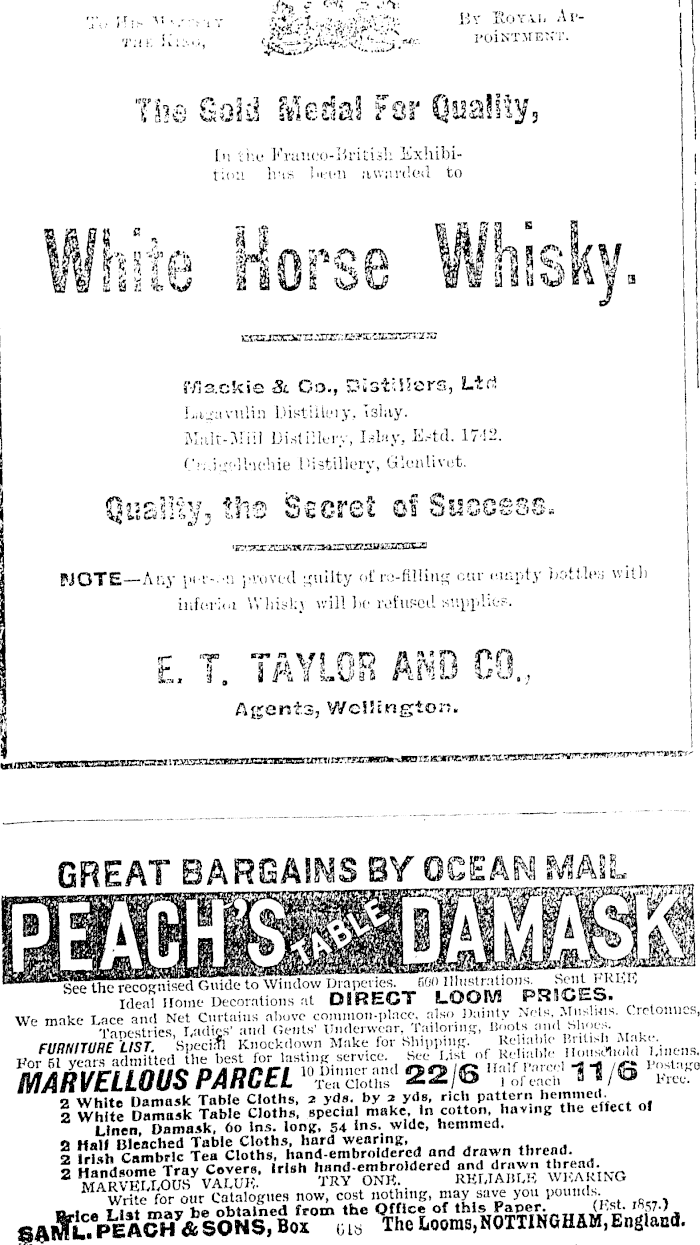 To His Majesty
the King,
By Royal Ap-
pointment.
The Gold Medal For Quality,
In the Franco-British Exhibi-
tion has been awarded to
White Horse Whisky.
Mackie & Co., Distillers, Ltd
Lagavulin Distillery, Islay.
Malt-Mill Distillery, Islay, Estd. 1742.
Craigellachie Distillery, Glenlivet.
Quality, the Secret of Success.
NOTE—Any person proved guilty of re-filling our empty bottles with
inferior Whisky will be refused supplies.
E. T. TAYLOR AND CO.,
Agents, Wellington.
GREAT BARGAINS BY OCEAN MAIL
PEACH'S TABLE DAMASK
See the recognised Guide to Window Draperies. 500 Illustrations. Sent FREE
Ideal Home Decorations at DIRECT LOOM PRICES.
We make Lace and Net Curtains above common-place, also Dainty Nets, Muslins, Cretonnes,
Tapestries, Ladies' and Gents' Underwear, Tailoring, Boots and Shoes.
FURNITURE LIST. Special Knockdown Make for Shipping. Reliable British Make.
For 51 years admitted the best for lasting service. See List of Reliable Household Linens.
MARVELLOUS PARCEL 10 Dinner and Tea Cloths 22/6 Half Parcel 1 of each 11/6 Postage Free.
2 White Damask Table Cloths, 2 yds. by 2 yds, rich pattern hemmed.
2 White Damask Table Cloths, special make, in cotton, having the effect of
Linen, Damask, 60 ins. long, 54 ins. wide, hemmed.
2 Half Bleached Table Cloths, hard wearing,
2 Irish Cambric Tea Cloths, hand-embroidered and drawn thread.
2 Handsome Tray Covers, Irish hand-embroidered and drawn thread.
MARVELLOUS VALUE. TRY ONE. RELIABLE WEARING
Write for our Catalogues now, cost nothing, may save you pounds.
Price List may be obtained from the Office of this Paper. (Est. 1857.)
SAML. PEACH & SONS, Box 618 The Looms, NOTTINGHAM, England.